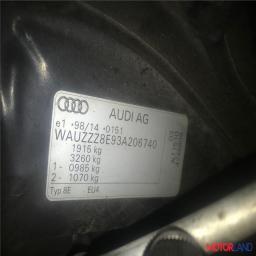 AUDI AG
e1 *98/14 *0151
WAUZZZ8E93A206740
1915 kg
3260 kg
1- 0985 kg
2- 1070 kg
Typ 8E EU4
MOTORLAND